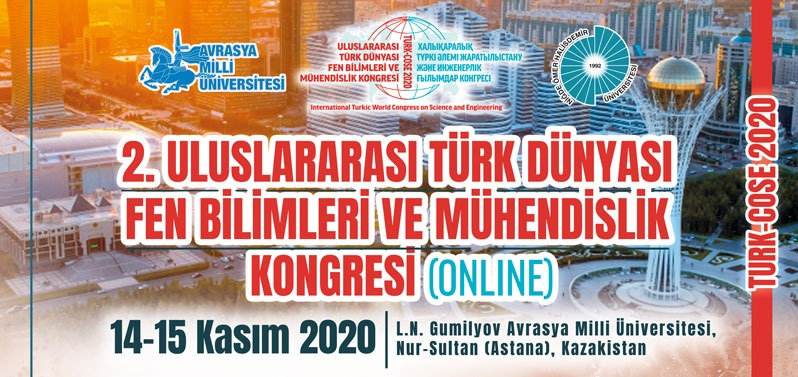 AVRASYA
MİLLİ
ÜNİVERSİTESİ
ULUSLARARASI
TÜRK DÜNYASI
FEN BİLİMLERİ VE
MÜHENDİSLİK KONGRESİ
TURK-COSE 2020
ХАЛЫҚАРАЛЫҚ
ТҮРКІ ӘЛЕМІ ЖАРАТЫЛЫСТАНУ
ЖӘНЕ ИНЖЕНЕРЛІК
ҒЫЛЫМДАР КОНГРЕСІ
International Turkic World Congress on Science and Engineering
NİĞDE ÖMER HALİSDEMİR ÜNİVERSİTESİ
1992
2. ULUSLARARASI TÜRK DÜNYASI
FEN BİLİMLERİ VE MÜHENDİSLİK
KONGRESİ (ONLINE)
14-15 Kasım 2020
L.N. Gumilyov Avrasya Milli Üniversitesi,
Nur-Sultan (Astana), Kazakistan
TURK-COSE 2020